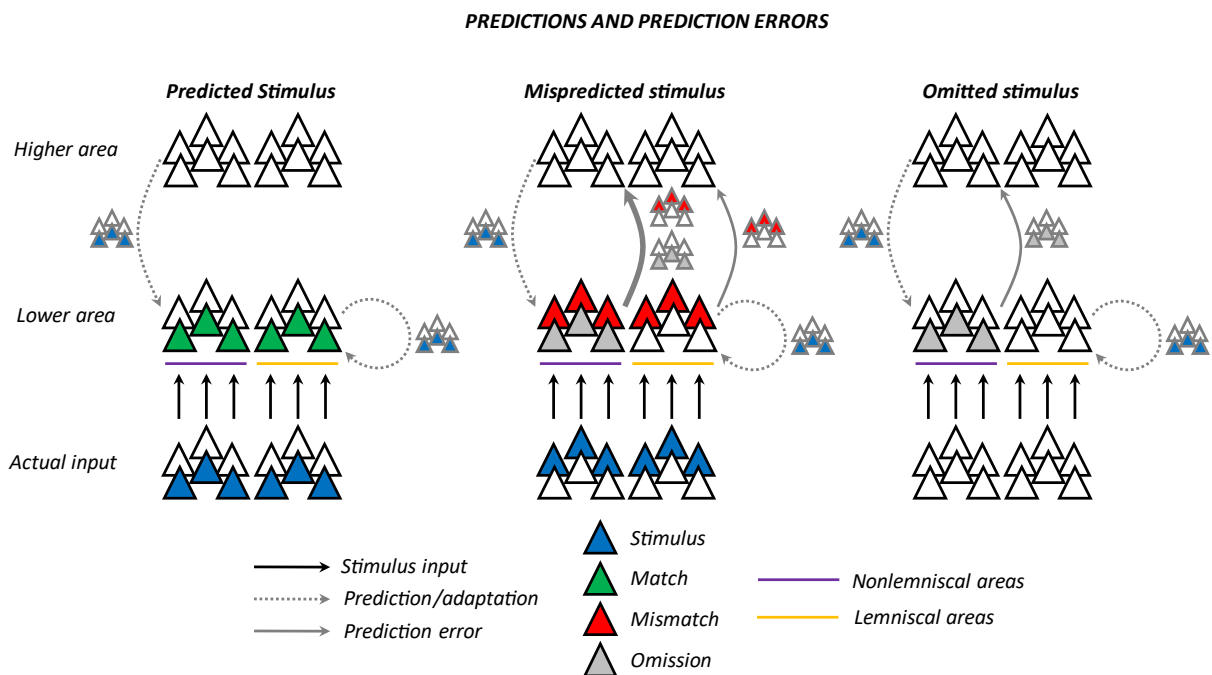 PREDICTIONS AND PREDICTION ERRORS
Predicted Stimulus
Mispredicted stimulus
Omitted stimulus
Higher area
Lower area
Actual input
Stimulus input
Prediction/adaptation
Prediction error
Stimulus
Match
Mismatch
Omission
Nonlemniscal areas
Lemniscal areas